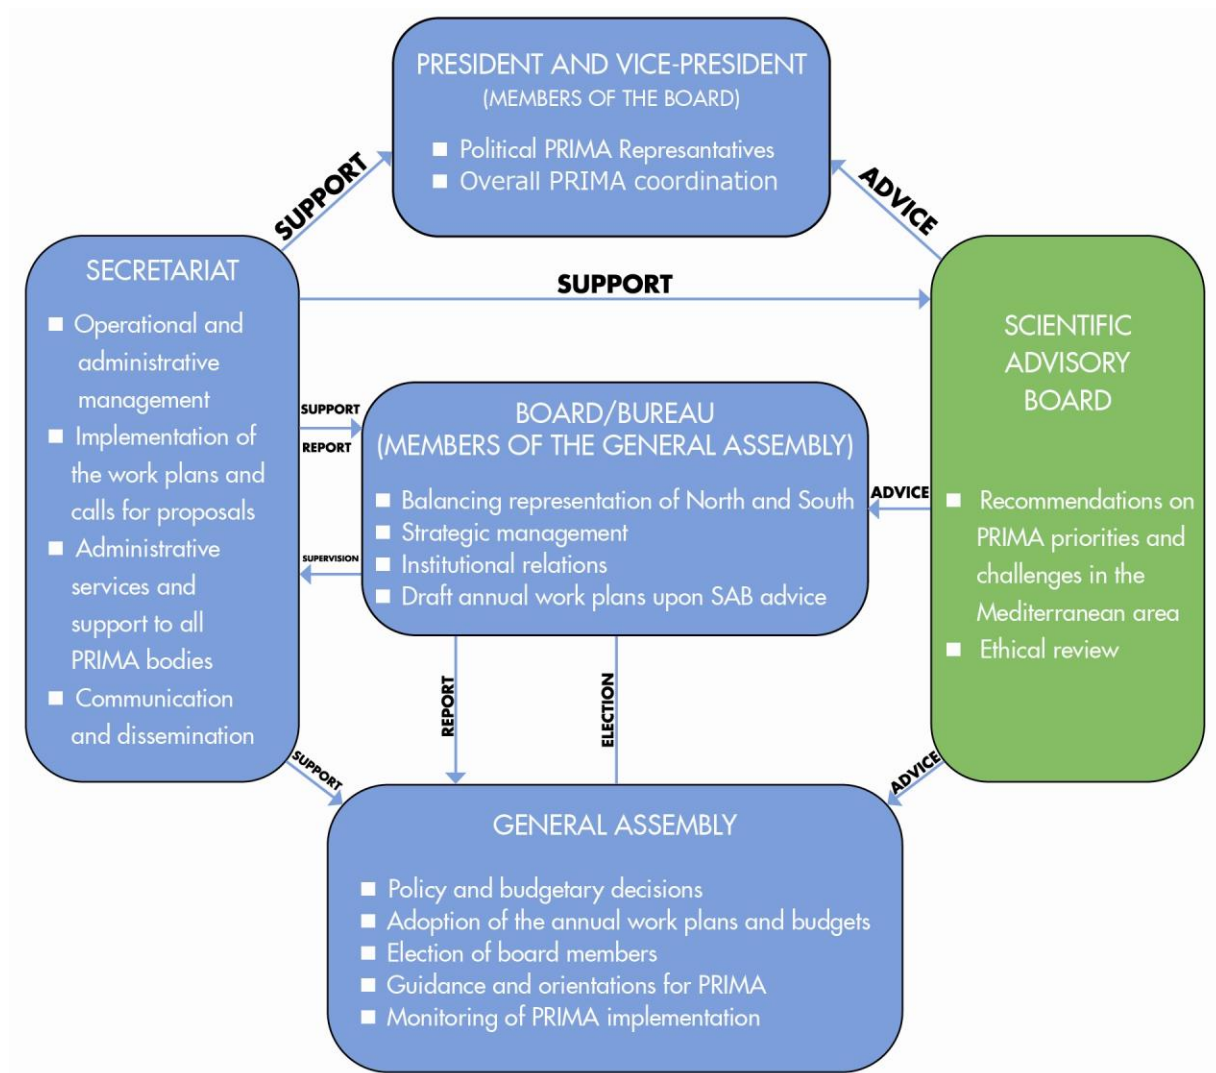 PRESIDENT AND VICE-PRESIDENT
(MEMBERS OF THE BOARD)
Political PRIMA Represantatives
Overall PRIMA coordination
SUPPORT
ADVICE
SECRETARIAT
Operational and
administrative
management
Implementation of
the work plans and
calls for proposals
Administrative
services and
support to all
PRIMA bodies
Communication
and dissemination
SUPPORT
SCIENTIFIC
ADVISORY
BOARD
Recommendations on
PRIMA priorities and
challenges in the
Mediterranean area
Ethical review
SUPPORT
REPORT
SUPERVISION
BOARD/BUREAU
(MEMBERS OF THE GENERAL ASSEMBLY)
Balancing representation of North and South
Strategic management
Institutional relations
Draft annual work plans upon SAB advice
ADVICE
REPORT
ELECTION
SUPPORT
ADVICE
GENERAL ASSEMBLY
Policy and budgetary decisions
Adoption of the annual work plans and budgets
Election of board members
Guidance and orientations for PRIMA
Monitoring of PRIMA implementation